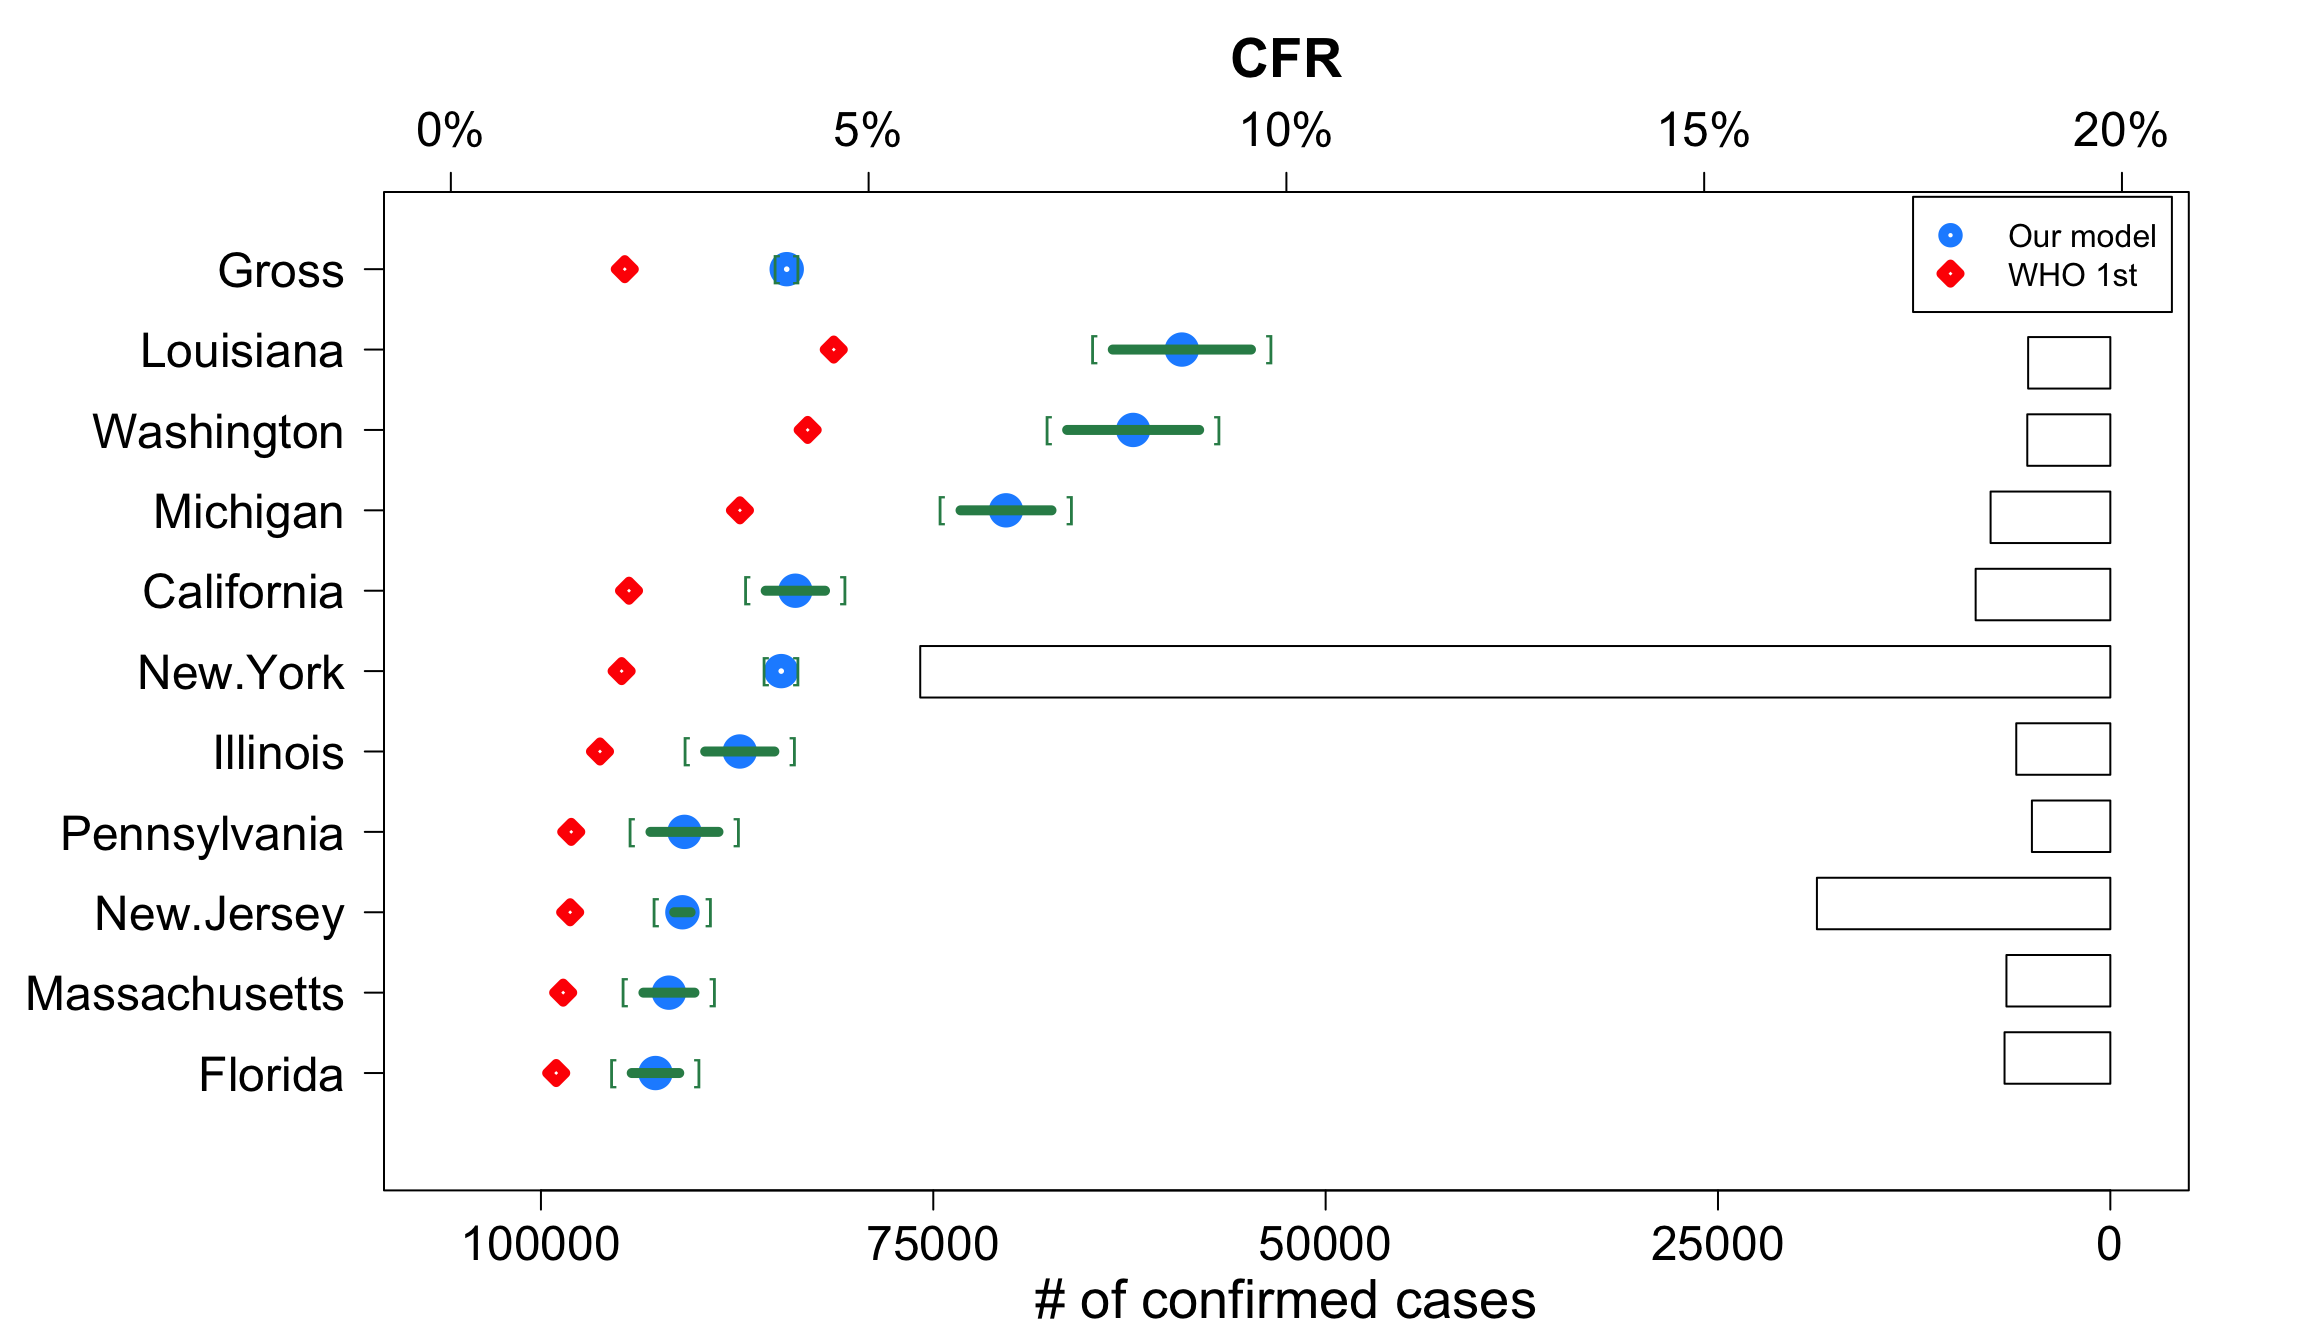 CFR
0% 5% 10% 15% 20%
Our model
WHO 1st
Gross
Louisiana
Washington
Michigan
California
New.York
Illinois
Pennsylvania
New.Jersey
Massachusetts
Florida
100000 75000 50000 25000 0
# of confirmed cases